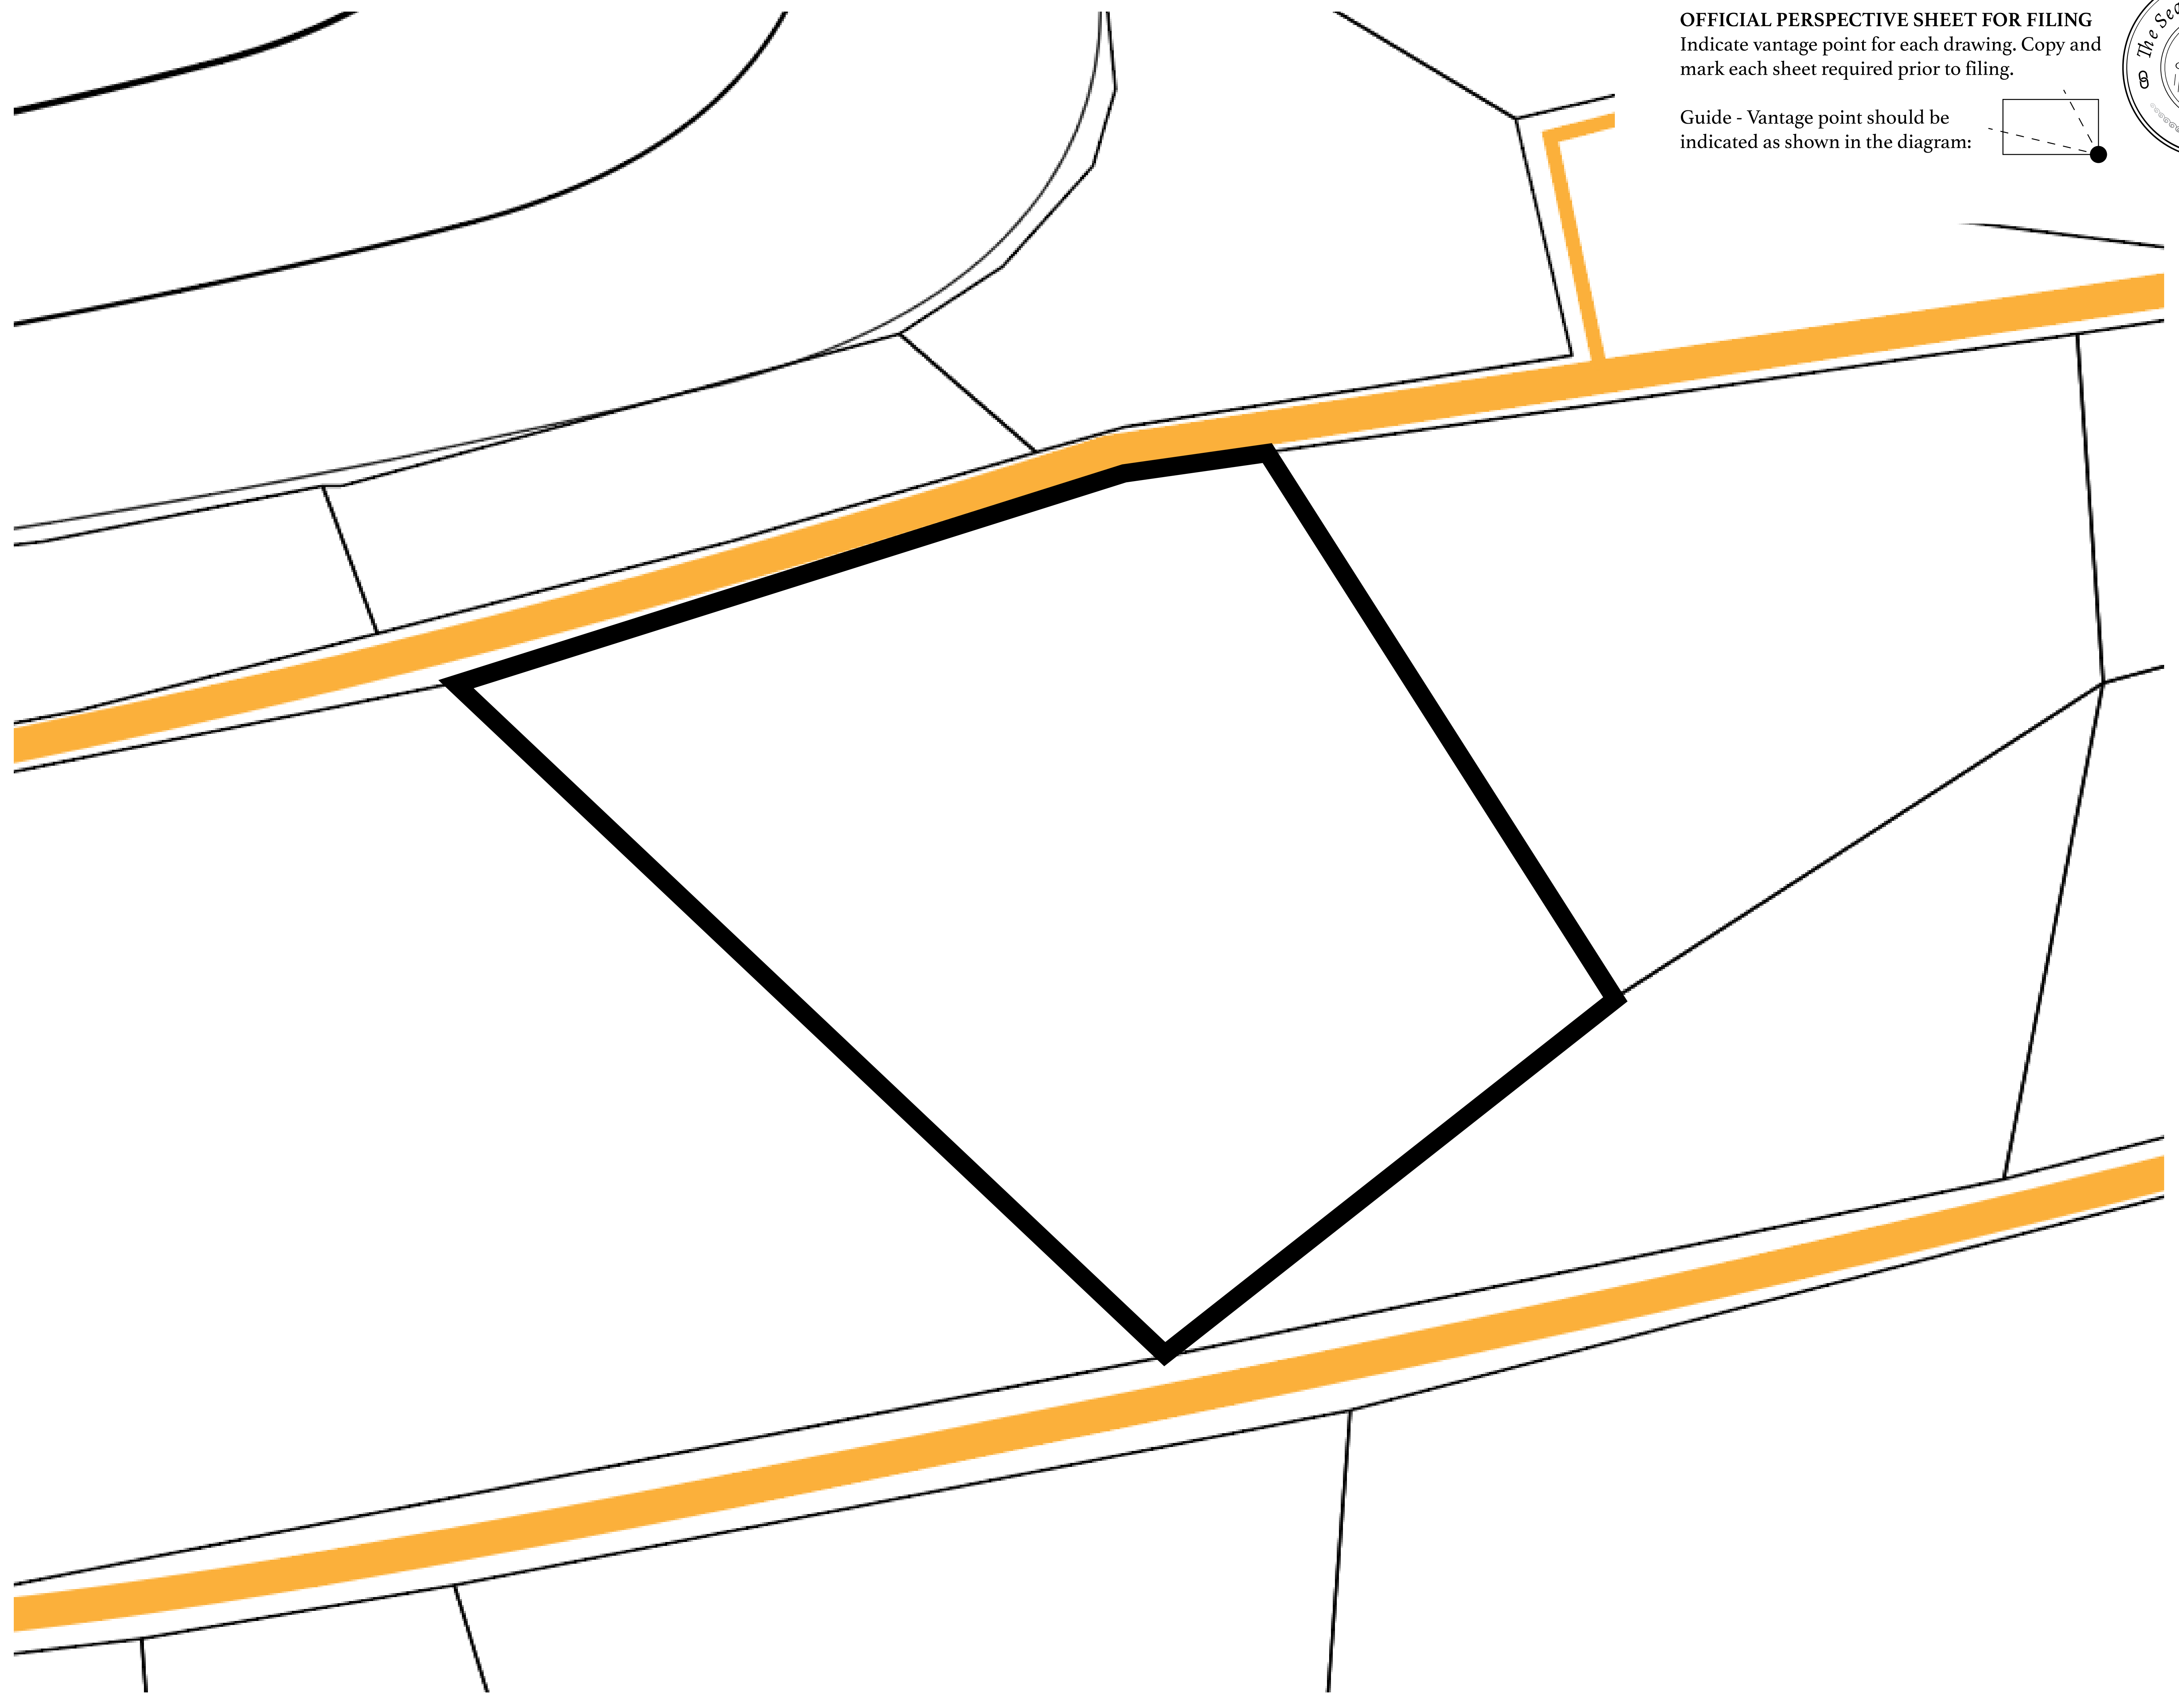 OFFICIAL PERSPECTIVE SHEET FOR FILING
Indicate vantage point for each drawing. Copy and
mark each sheet required prior to filing.
Guide - Vantage point should be
indicated as shown in the diagram:
The